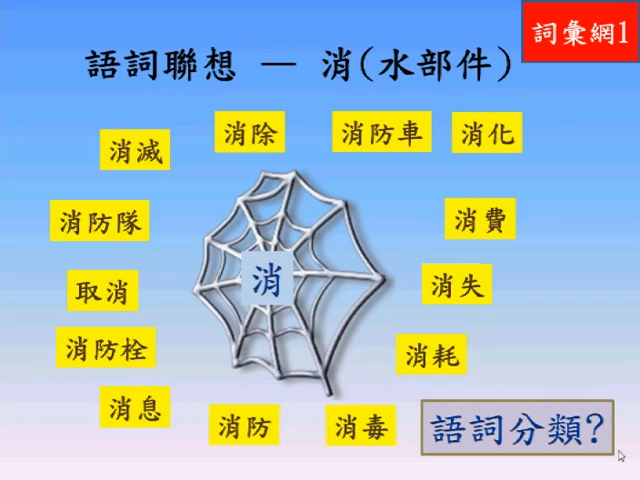 詞彙網1
語詞聯想 — 消(水部件)
消滅
消除
消防車
消化
消防隊
消費
消
取消
消失
消防栓
消耗
消息
消防
消毒
語詞分類?